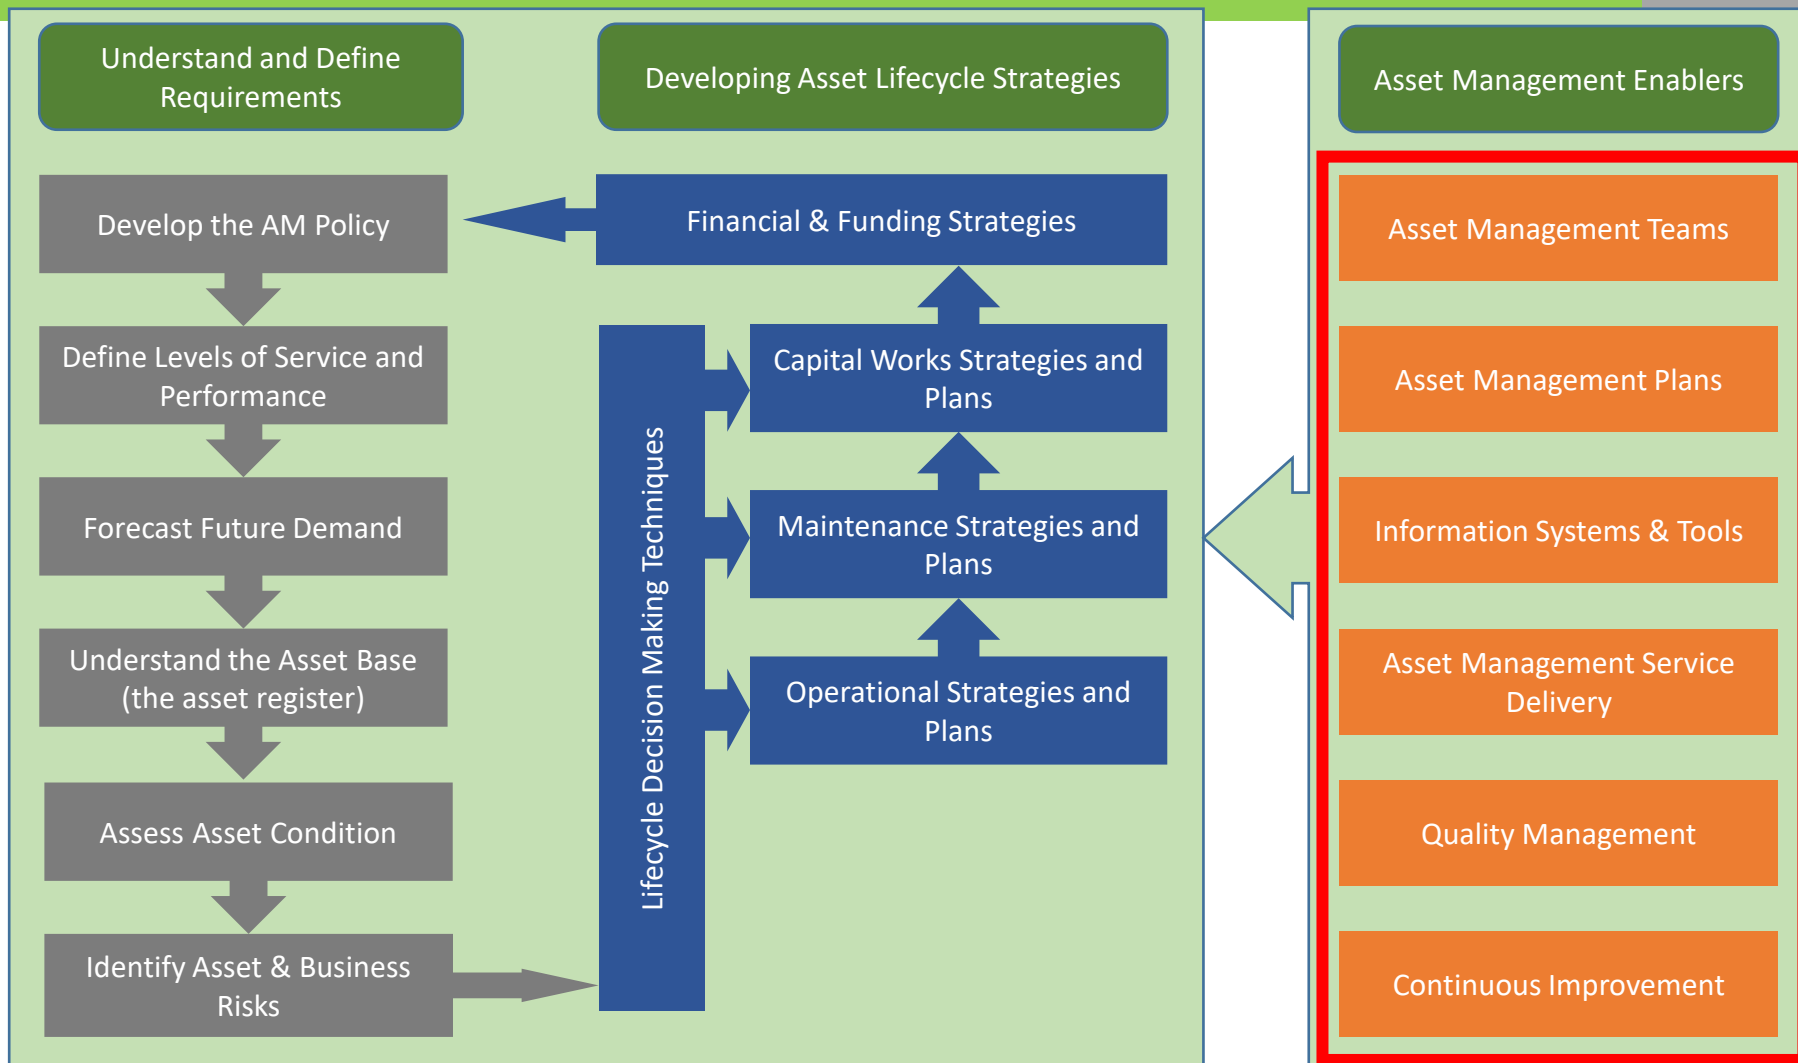 Understand and Define
Requirements
Develop the AM Policy
Define Levels of Service and
Performance
Forecast Future Demand
Understand the Asset Base
(the asset register)
Assess Asset Condition
Identify Asset & Business
Risks
Developing Asset Lifecycle Strategies
Financial & Funding Strategies
Lifecycle Decision Making Techniques
Capital Works Strategies and
Plans
Maintenance Strategies and
Plans
Operational Strategies and
Plans
Asset Management Enablers
Asset Management Teams
Asset Management Plans
Information Systems & Tools
Asset Management Service
Delivery
Quality Management
Continuous Improvement